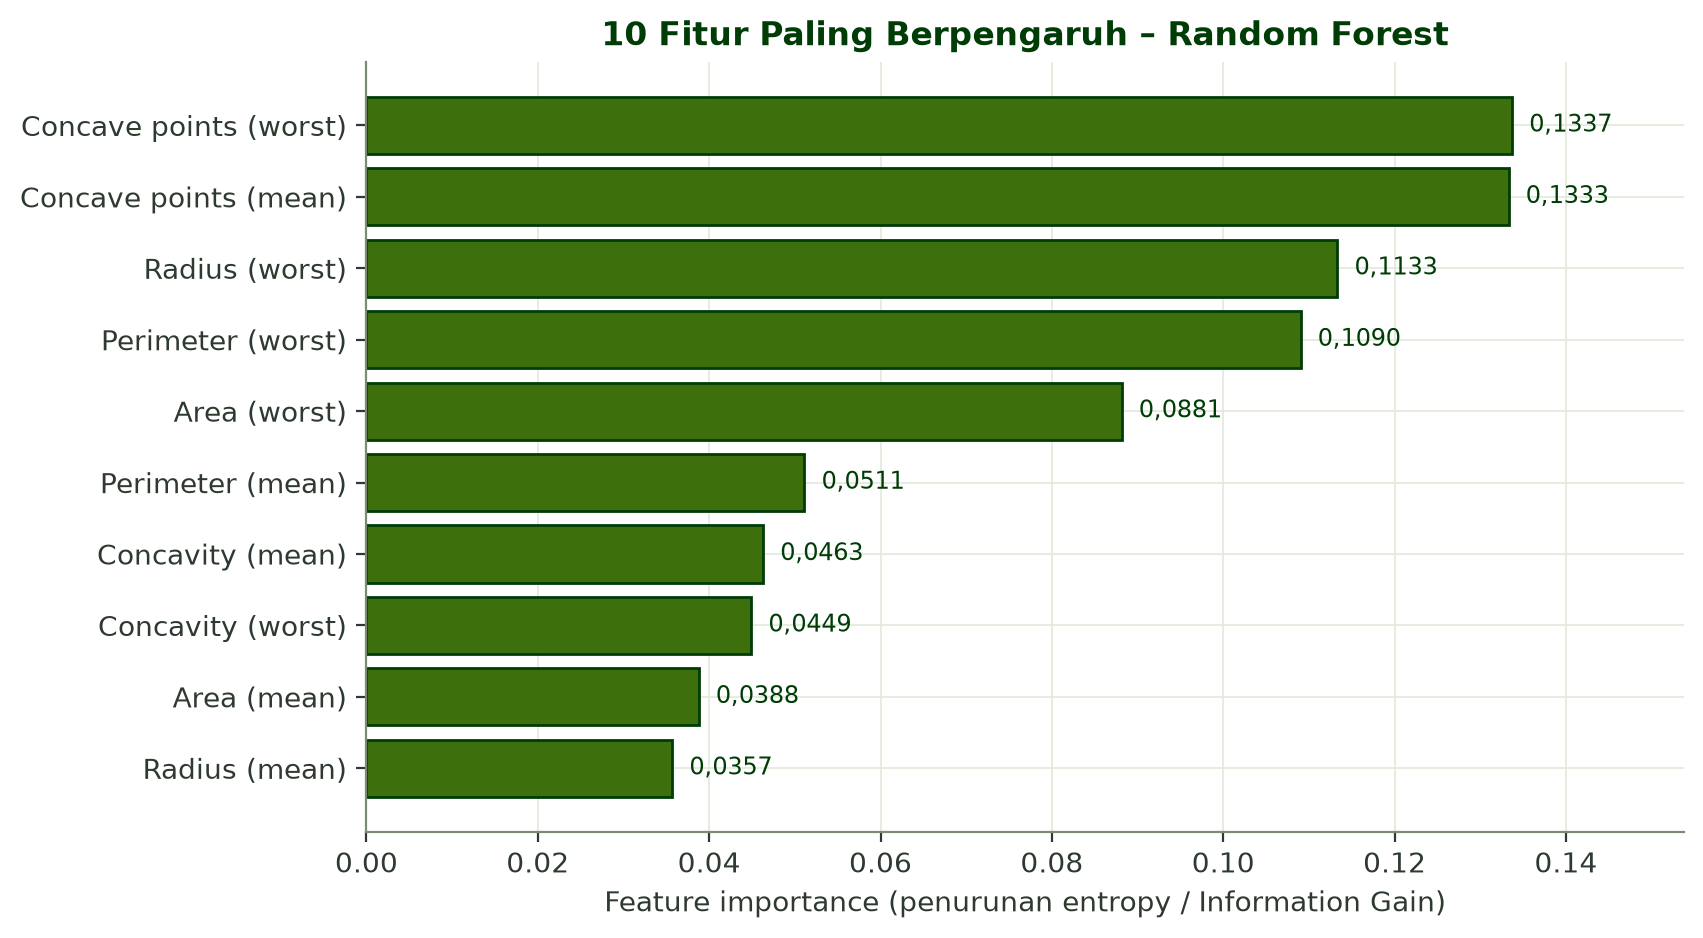 10 Fitur Paling Berpengaruh – Random Forest
Concave points (worst) 0,1337
Concave points (mean) 0,1333
Radius (worst) 0,1133
Perimeter (worst) 0,1090
Area (worst) 0,0881
Perimeter (mean) 0,0511
Concavity (mean) 0,0463
Concavity (worst) 0,0449
Area (mean) 0,0388
Radius (mean) 0,0357
0.00 0.02 0.04 0.06 0.08 0.10 0.12 0.14
Feature importance (penurunan entropy / Information Gain)